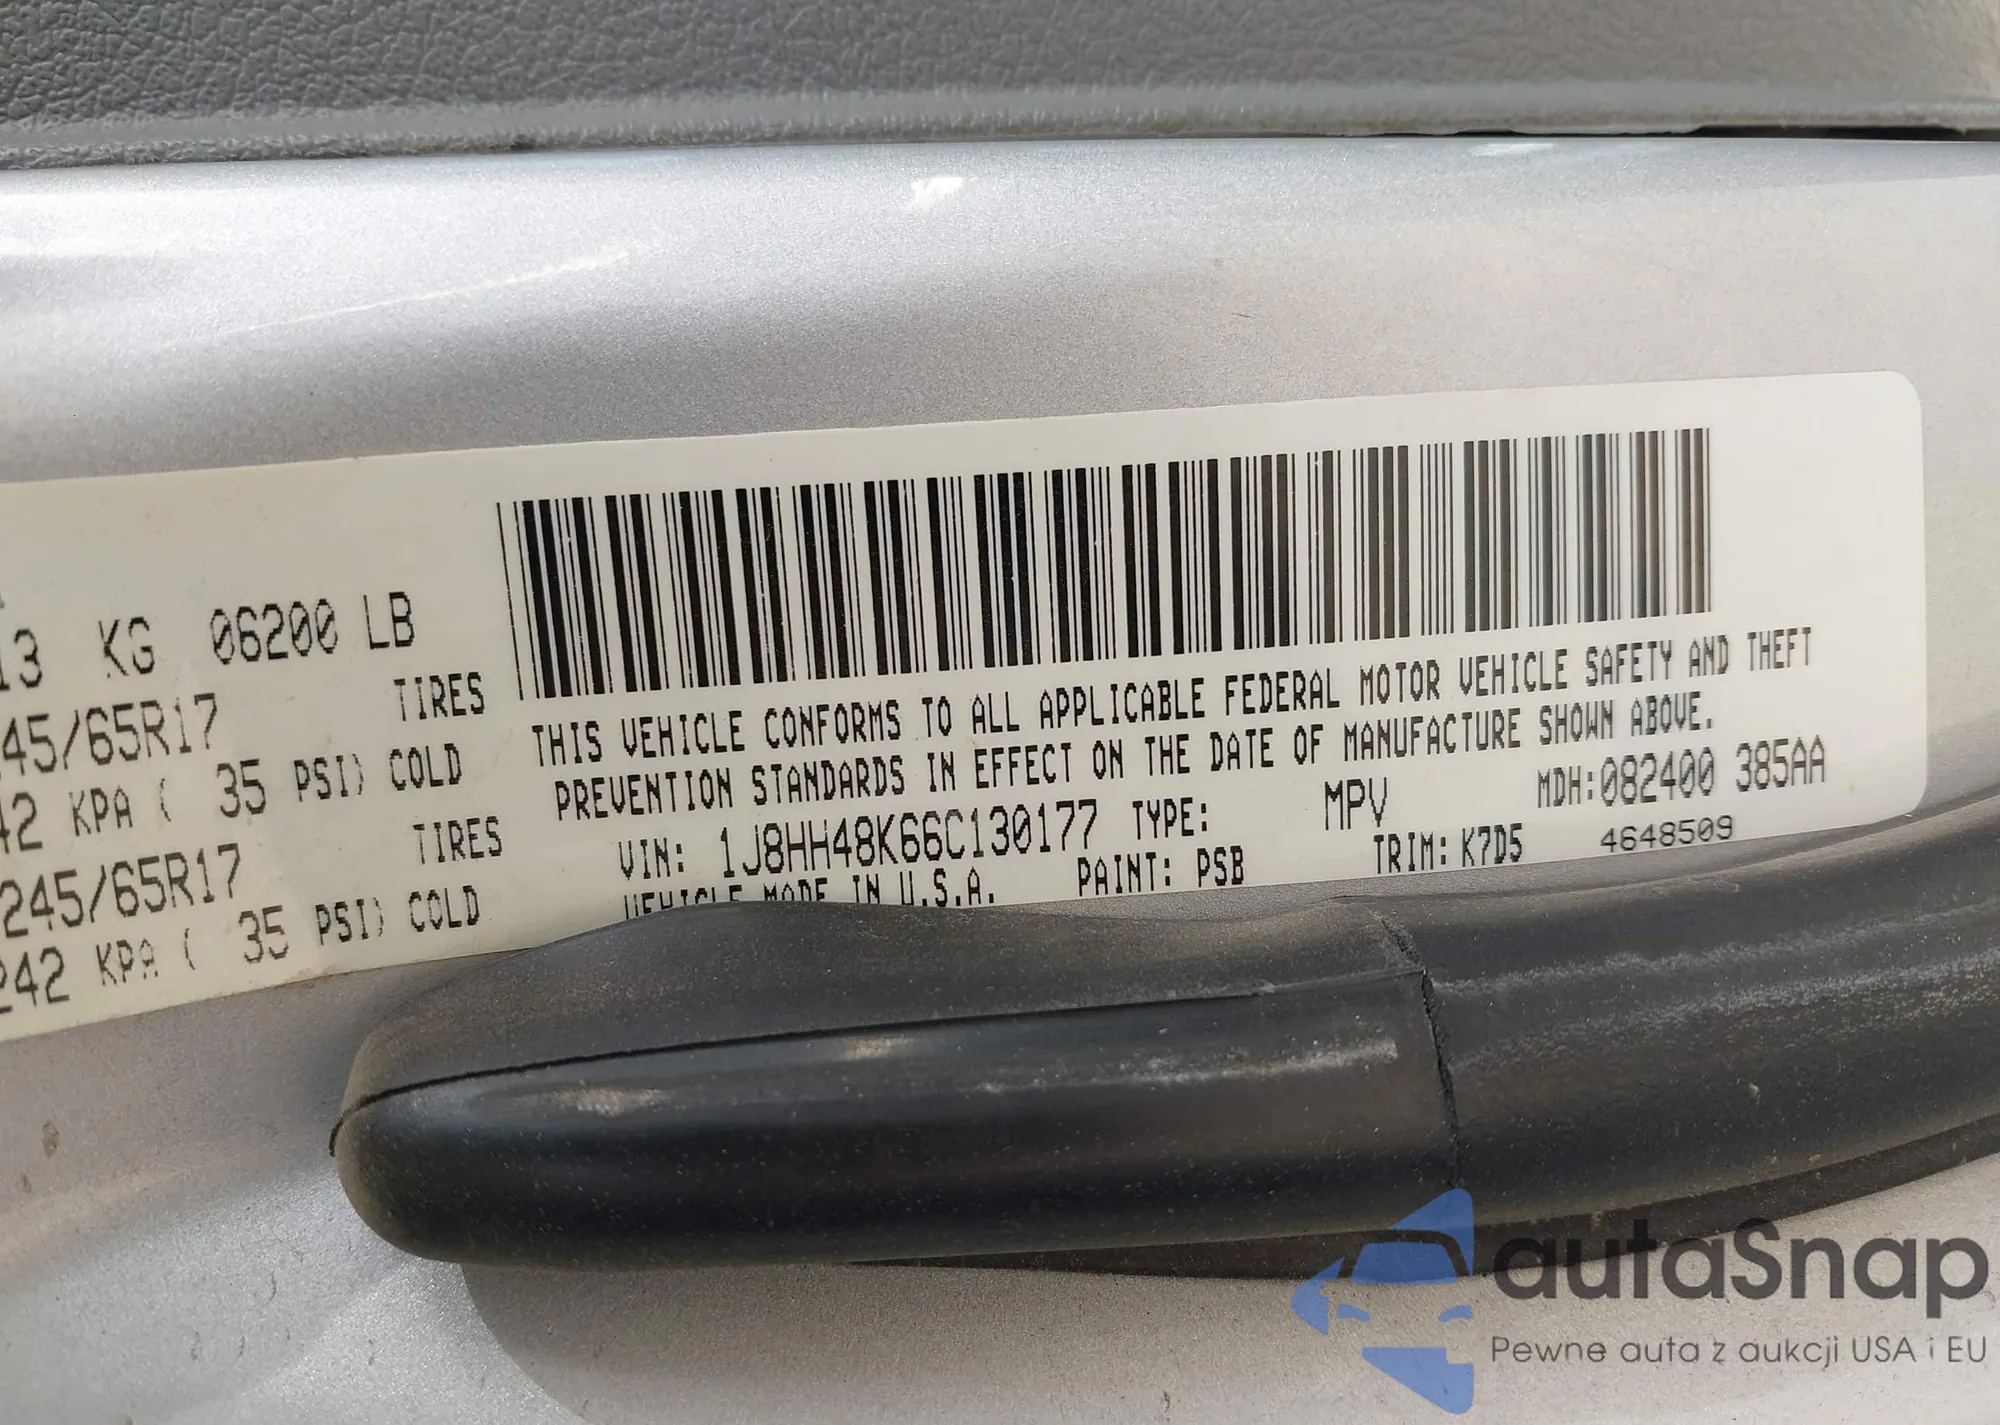 13 KG 06200 LB
245/65R17 TIRES
242 KPA ( 35 PSI) COLD
245/65R17 TIRES
242 KPA ( 35 PSI) COLD
THIS VEHICLE CONFORMS TO ALL APPLICABLE FEDERAL MOTOR VEHICLE SAFETY AND THEFT
PREVENTION STANDARDS IN EFFECT ON THE DATE OF MANUFACTURE SHOWN ABOVE.
VIN: 1J8HH48K66C130177 TYPE: MPV MDH:082400 385AA
VEHICLE MADE IN U.S.A. PAINT: PSB TRIM: K7D5 4648509
autaSnap
Pewne auta z aukcji USA i EU